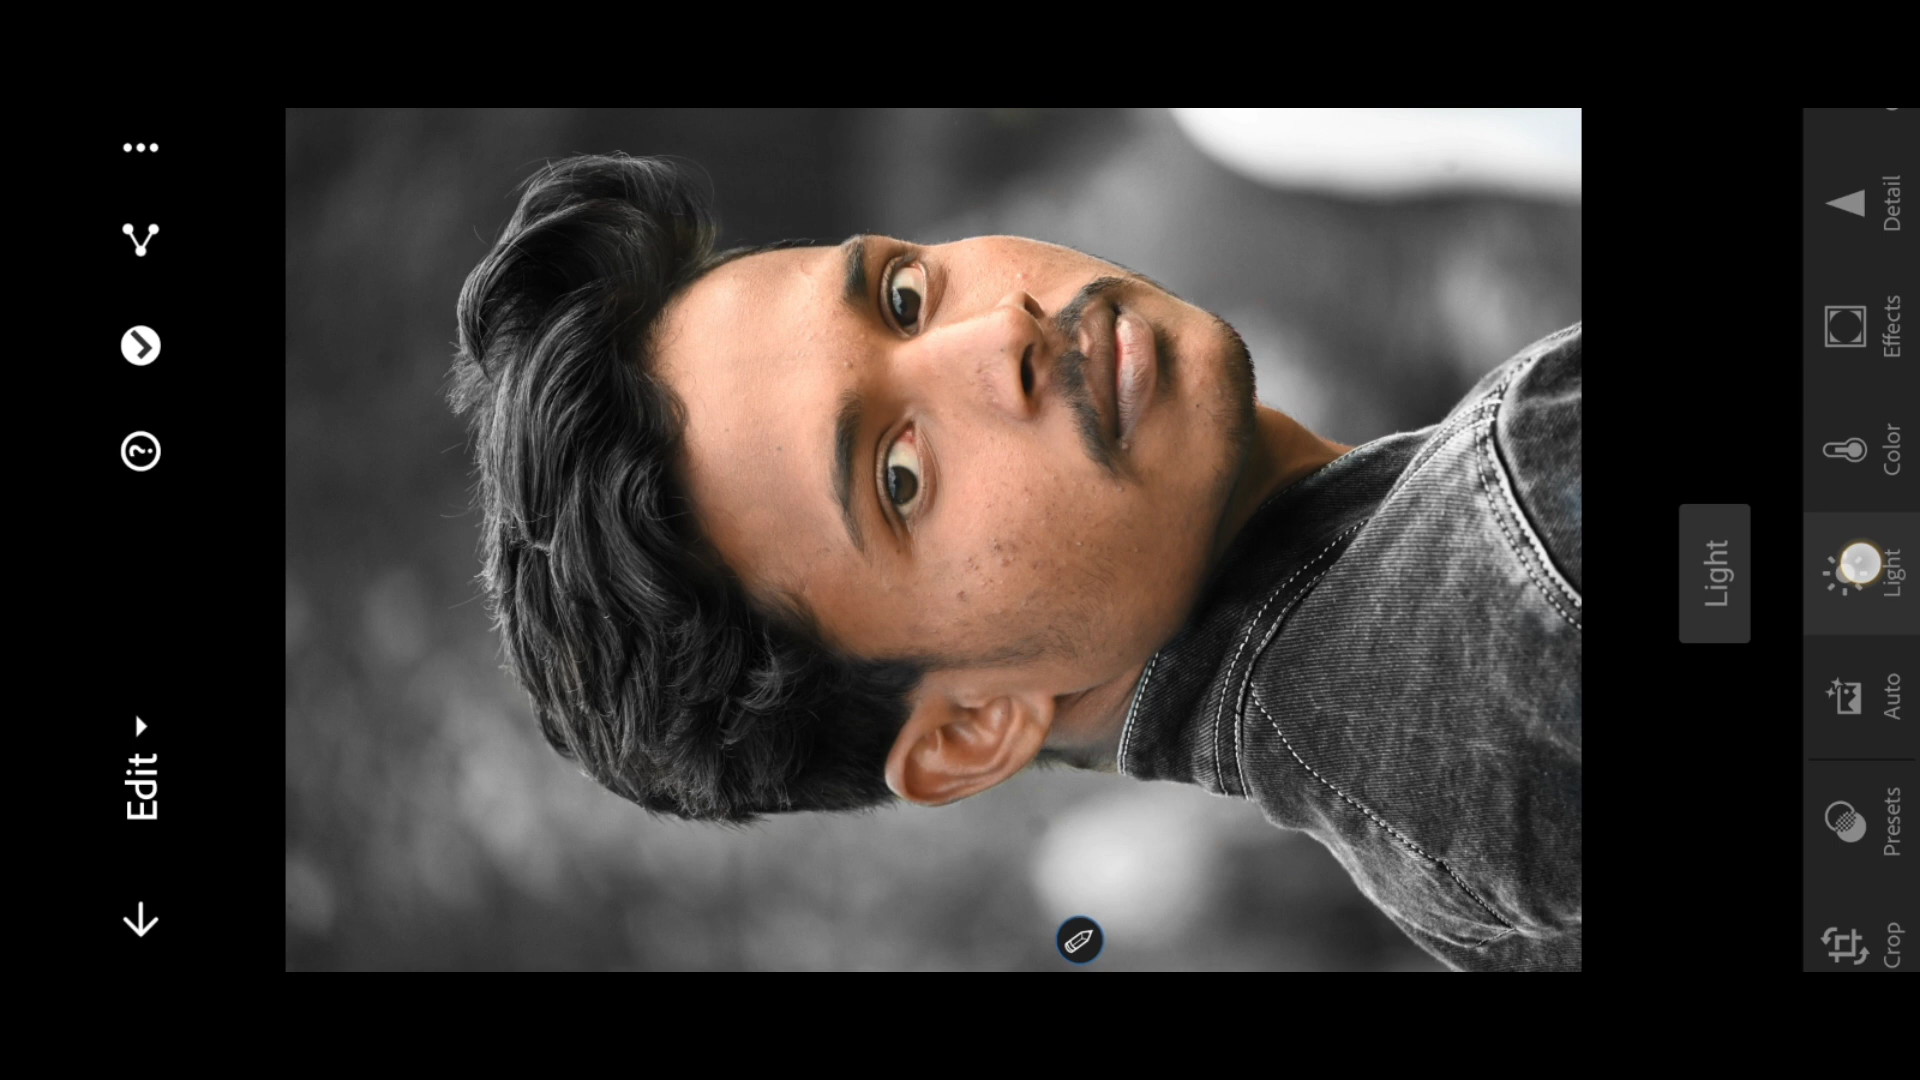 Edit
Light
Crop
Presets
Auto
Light
Color
Effects
Detail